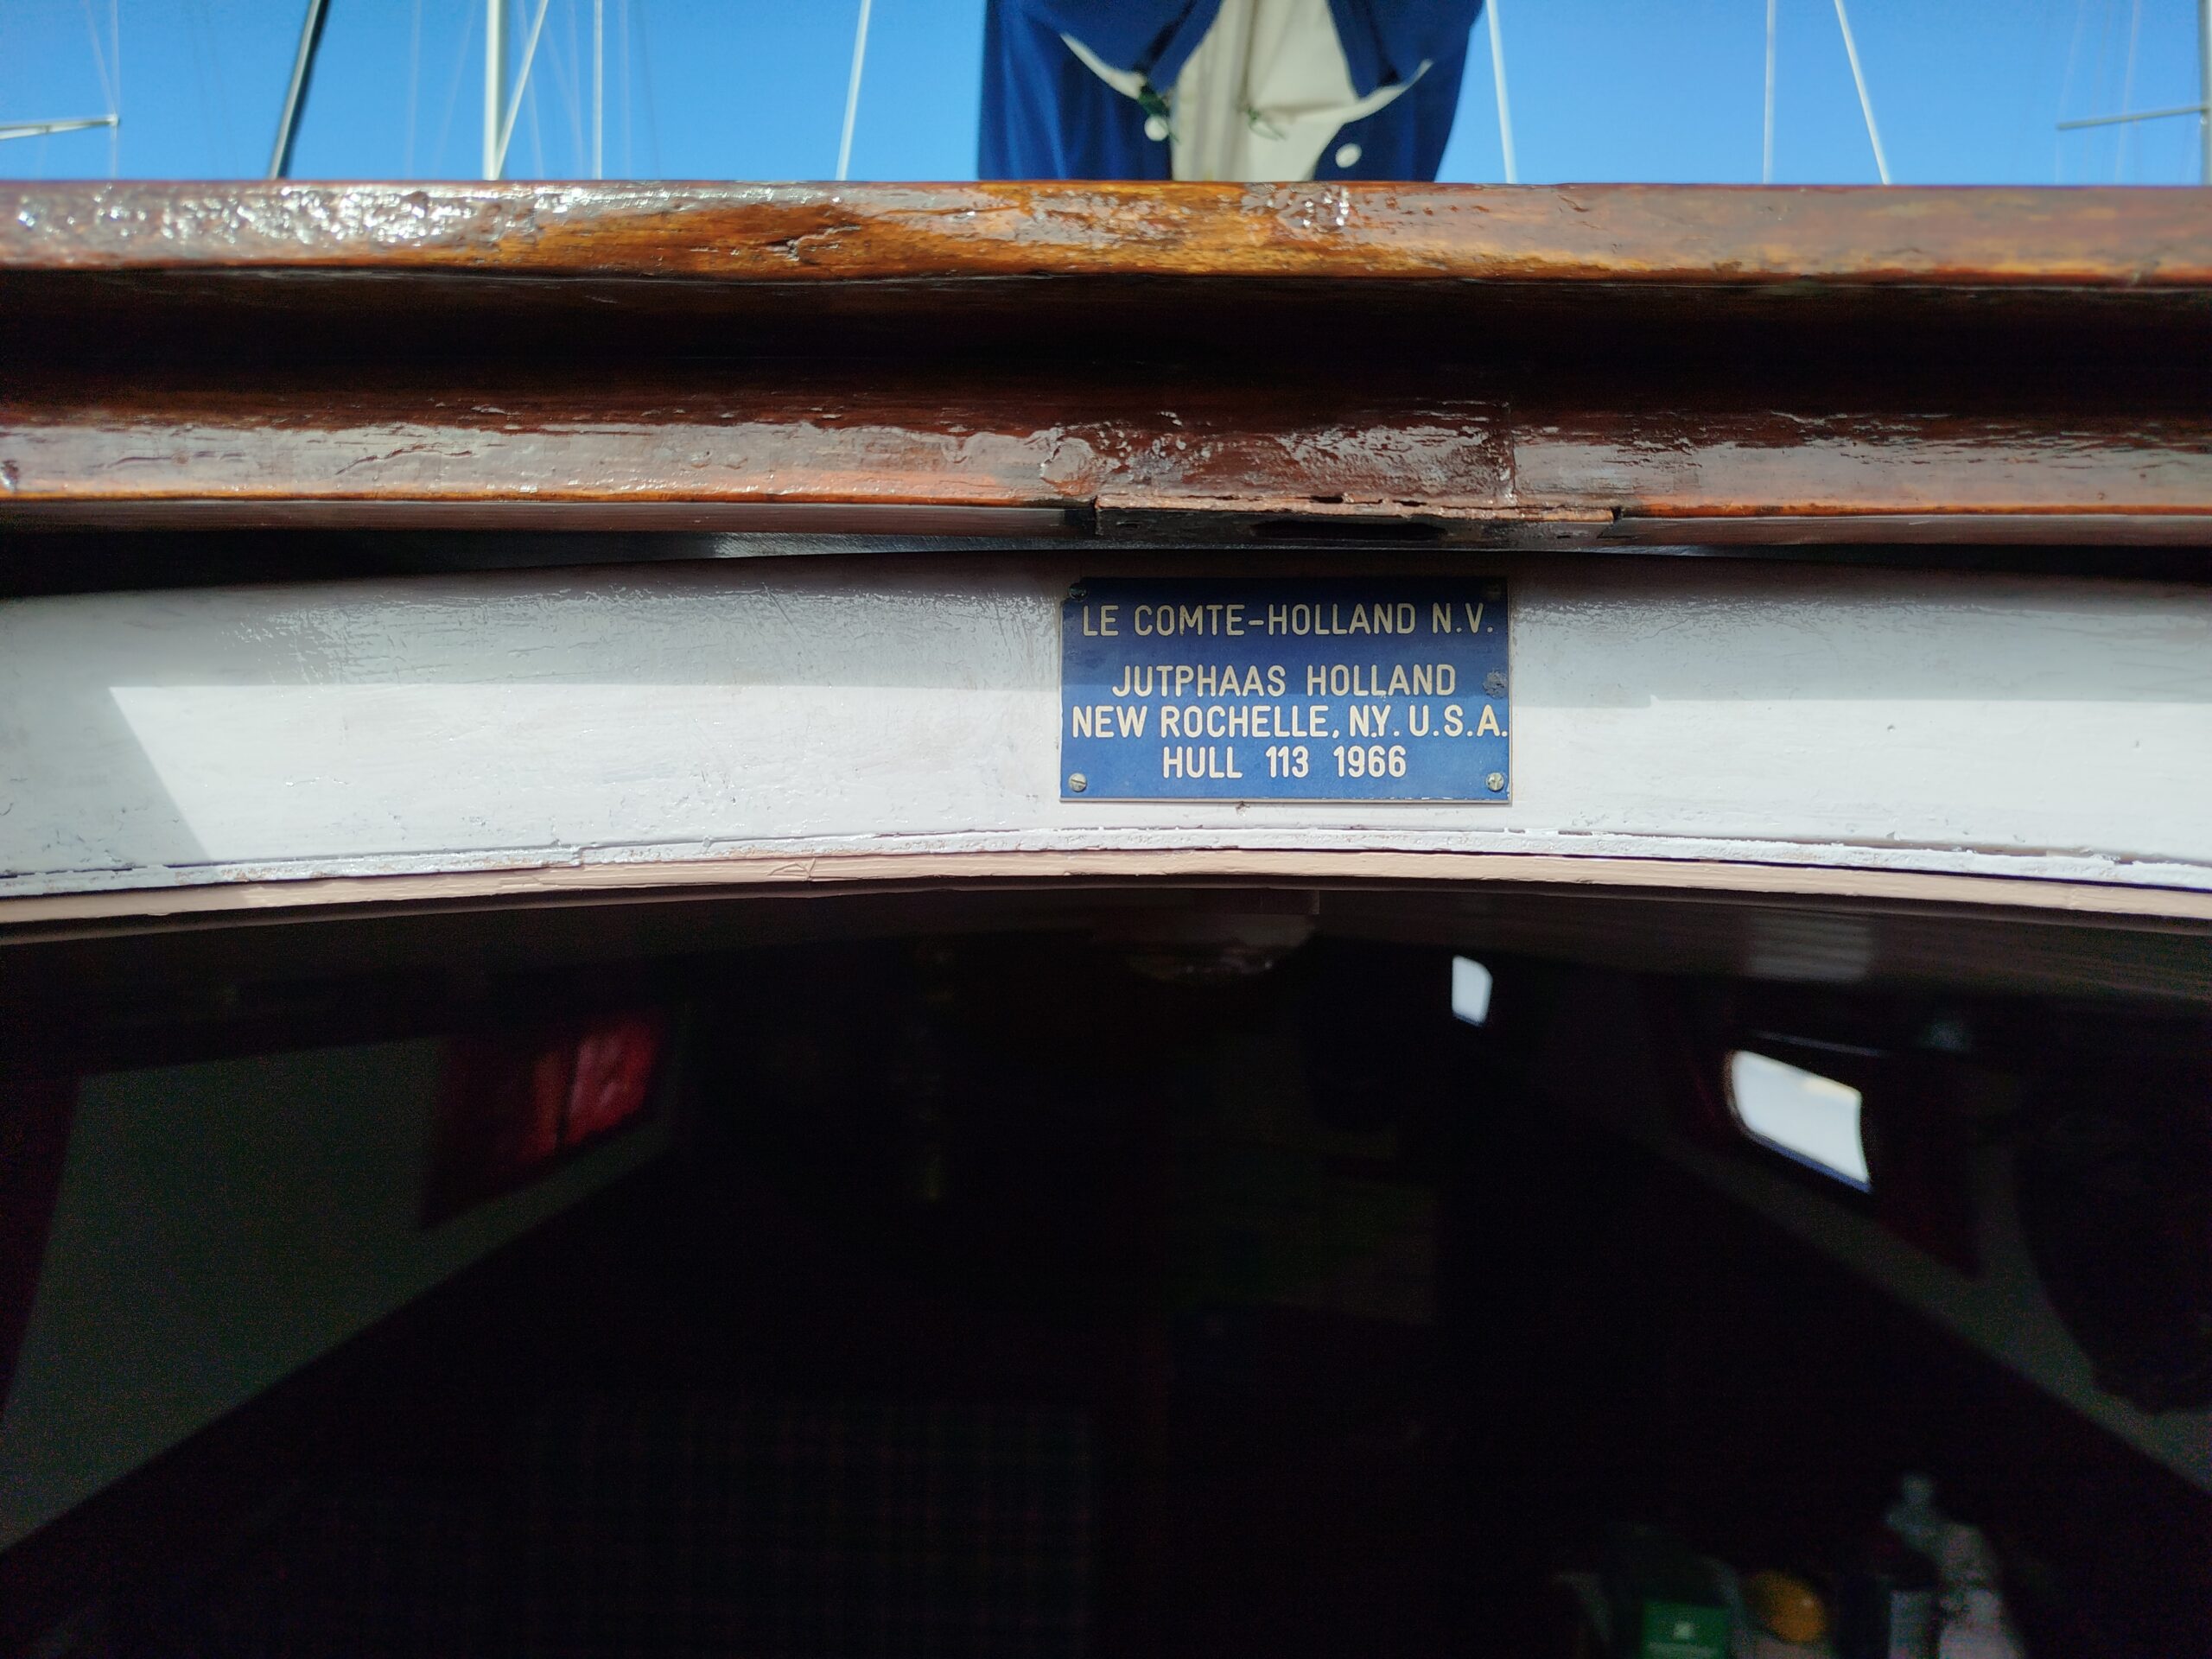 LE COMTE-HOLLAND N.V.
JUTPHAAS HOLLAND
NEW ROCHELLE, N.Y. U.S.A.
HULL 113 1966